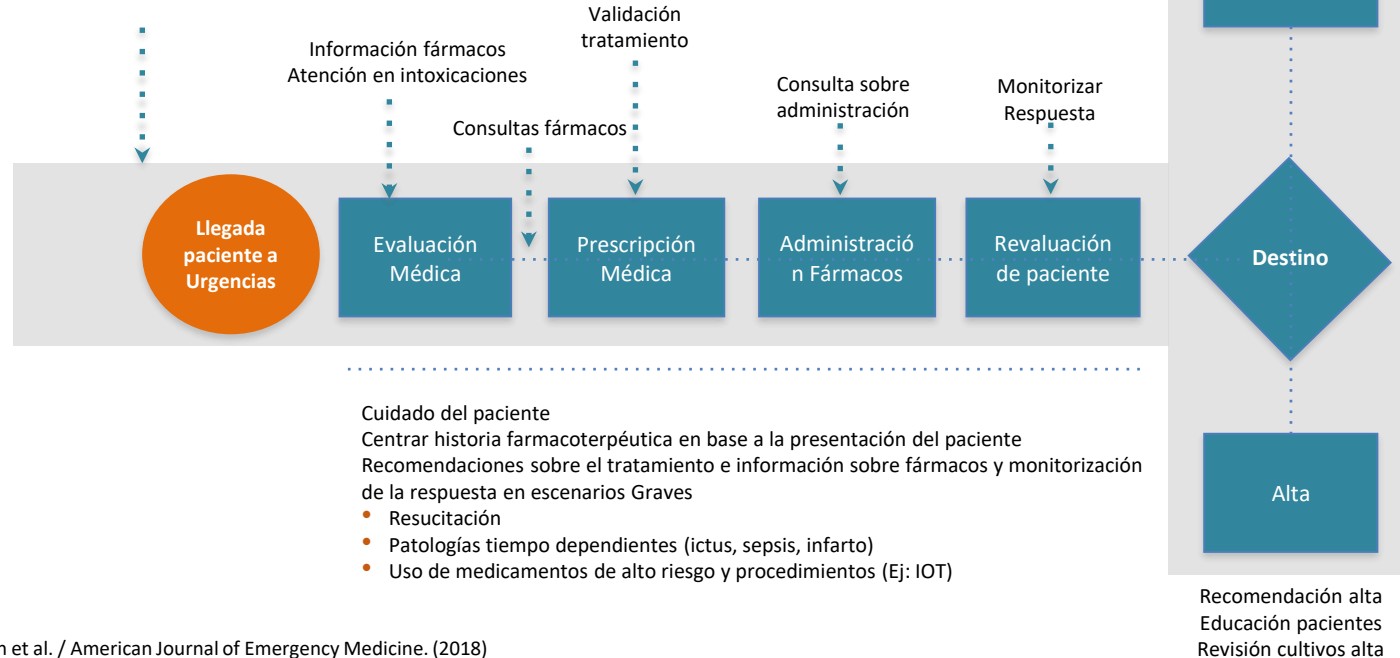 Validación
tratamiento
Información fármacos
Atención en intoxicaciones
Consulta sobre
administración
Monitorizar
Respuesta
Consultas fármacos
Llegada
paciente a
Urgencias
Evaluación
Médica
Prescripción
Médica
Administració
n Fármacos
Revaluación
de paciente
Destino
Cuidado del paciente
Centrar historia farmacoterpéutica en base a la presentación del paciente
Recomendaciones sobre el tratamiento e información sobre fármacos y monitorización
de la respuesta en escenarios Graves
• Resucitación
• Patologías tiempo dependientes (ictus, sepsis, infarto)
• Uso de medicamentos de alto riesgo y procedimientos (Ej: IOT)
Alta
Recomendación alta
Educación pacientes
Revisión cultivos alta
et al. / American Journal of Emergency Medicine. (2018)